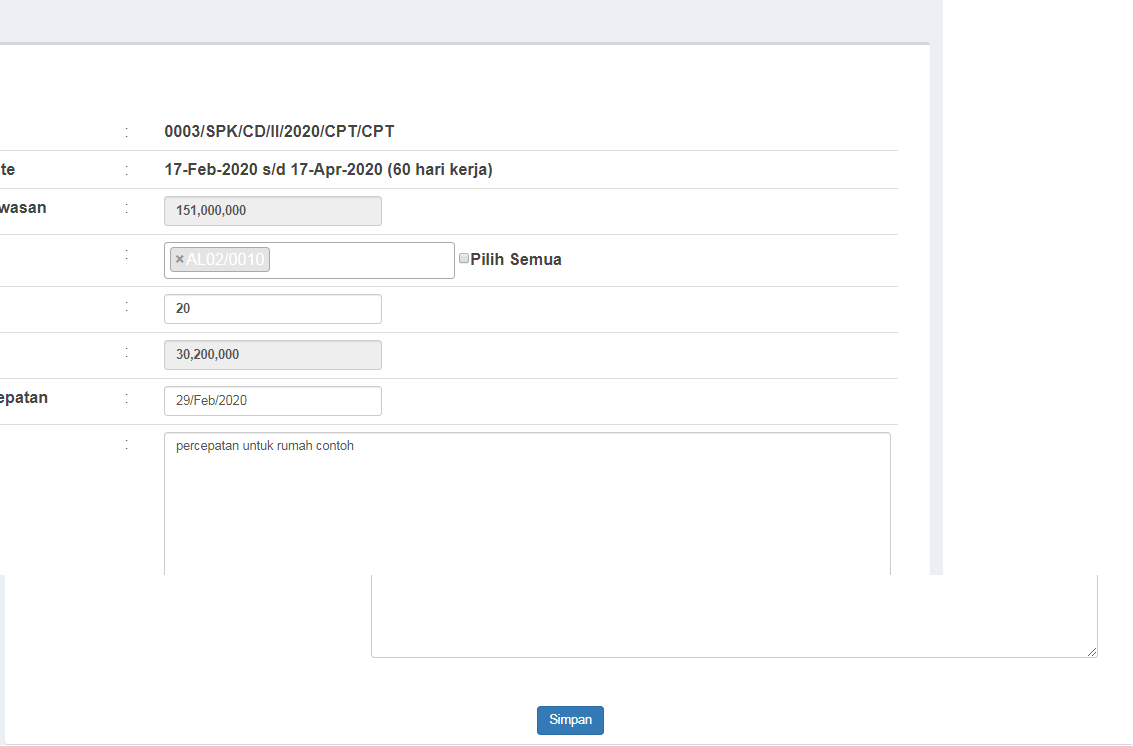 : 0003/SPK/CD/II/2020/CPT/CPT
te : 17-Feb-2020 s/d 17-Apr-2020 (60 hari kerja)
wasan : 151,000,000
: ×AL02/0010 Pilih Semua
: 20
: 30,200,000
epatan : 29/Feb/2020
: percepatan untuk rumah contoh
Simpan